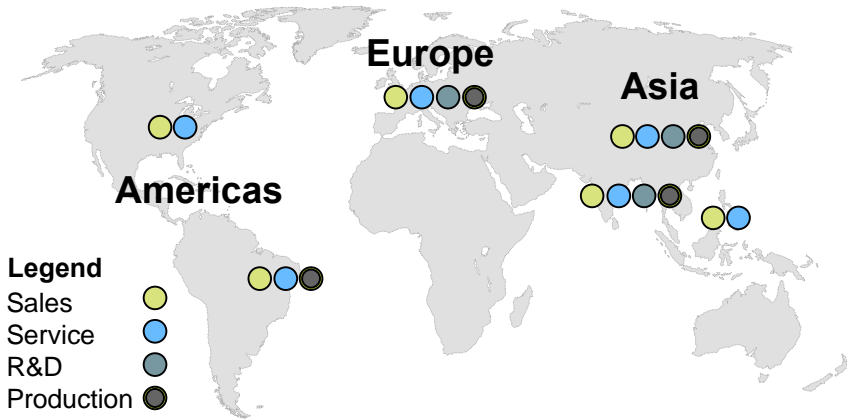 Europe
Asia
Americas
Legend
Sales
Service
R&D
Production